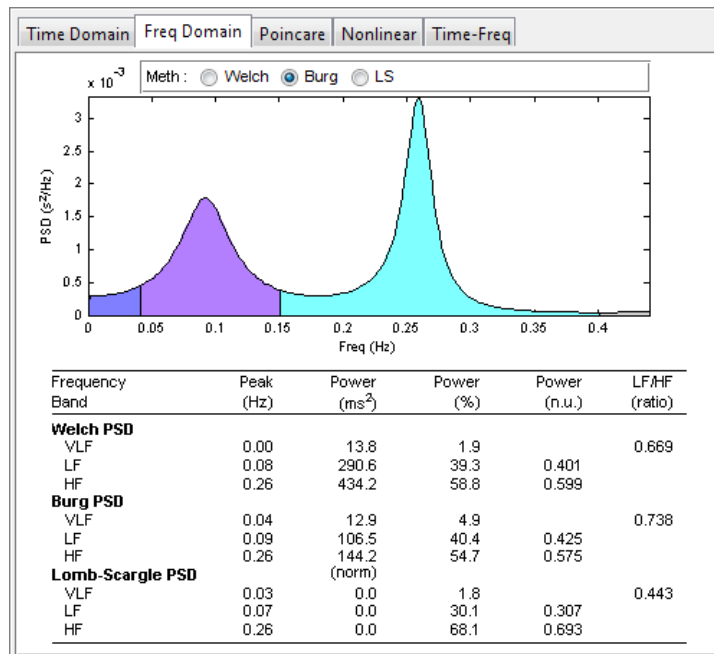 Time Domain Freq Domain Poincare Nonlinear Time-Freq
x 10^-3 Meth : Welch Burg LS
3
2.5
2
1.5
1
0.5
0
PSD (s²/Hz)
0 0.05 0.1 0.15 0.2 0.25 0.3 0.35 0.4
Freq (Hz)
Frequency Peak Power Power Power LF/HF
Band (Hz) (ms²) (%) (n.u.) (ratio)
Welch PSD
VLF 0.00 13.8 1.9 0.669
LF 0.08 290.6 39.3 0.401
HF 0.26 434.2 58.8 0.599
Burg PSD
VLF 0.04 12.9 4.9 0.738
LF 0.09 106.5 40.4 0.425
HF 0.26 144.2 54.7 0.575
Lomb-Scargle PSD (norm)
VLF 0.03 0.0 1.8 0.443
LF 0.07 0.0 30.1 0.307
HF 0.26 0.0 68.1 0.693